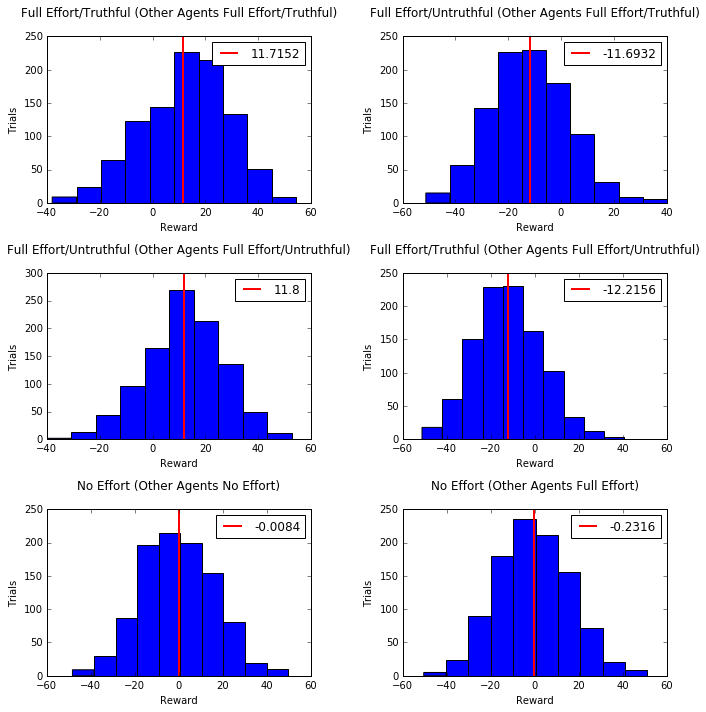 Full Effort/Truthful (Other Agents Full Effort/Truthful)
250
200
150
100
50
0
Trials
11.7152
−40 −20 0 20 40 60
Reward
Full Effort/Untruthful (Other Agents Full Effort/Truthful)
250
200
150
100
50
0
Trials
-11.6932
−60 −40 −20 0 20 40
Reward
Full Effort/Untruthful (Other Agents Full Effort/Untruthful)
300
250
200
150
100
50
0
Trials
11.8
−40 −20 0 20 40 60
Reward
Full Effort/Truthful (Other Agents Full Effort/Untruthful)
250
200
150
100
50
0
Trials
-12.2156
−60 −40 −20 0 20 40 60
Reward
No Effort (Other Agents No Effort)
250
200
150
100
50
0
Trials
-0.0084
−60 −40 −20 0 20 40 60
Reward
No Effort (Other Agents Full Effort)
250
200
150
100
50
0
Trials
-0.2316
−60 −40 −20 0 20 40 60
Reward